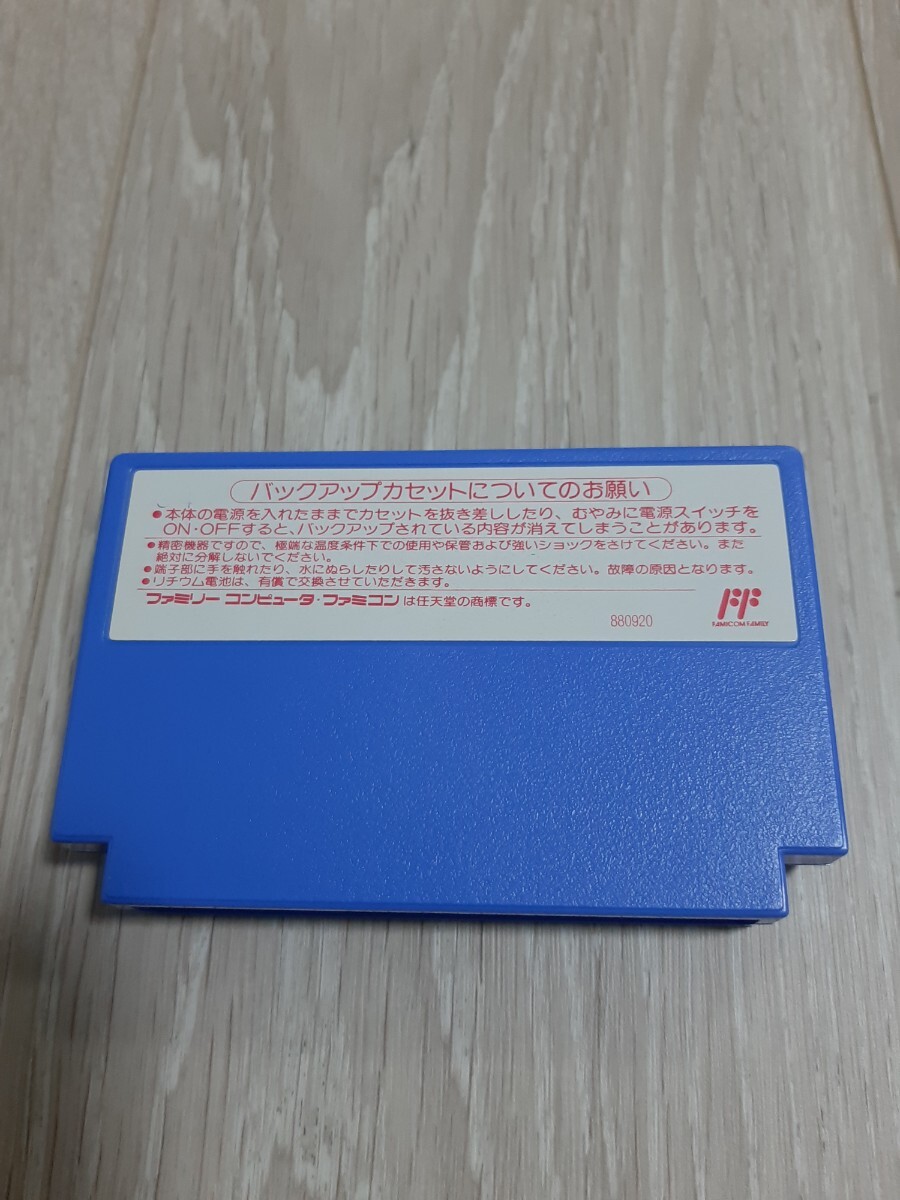 バックアップカセットについてのお願い
●本体の電源を入れたままでカセットを抜き差ししたり、むやみに電源スイッチを
ON・OFFすると、バックアップされている内容が消えてしまうことがあります。
●精密機器ですので、極端な温度条件下での使用や保管および強いショックをさけてください。また
絶対に分解しないでください。
●端子部に手を触れたり、水にぬらしたりして汚さないようにしてください。故障の原因となります。
●リチウム電池は、有償で交換させていただきます。
ファミリー コンピュータ・ファミコンは任天堂の商標です。
880920
FAMICOM FAMILY